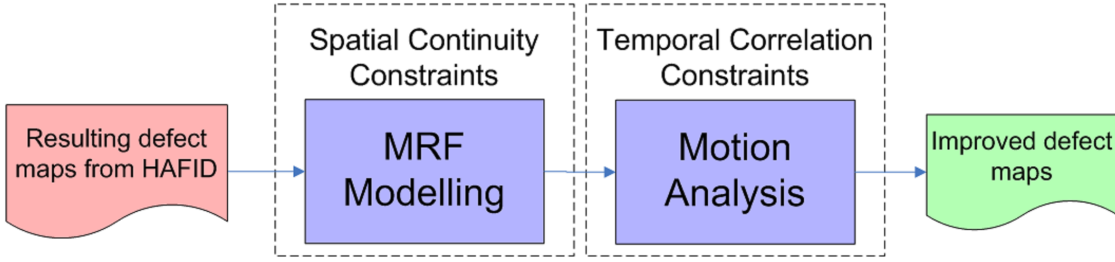 Spatial Continuity
Constraints
Temporal Correlation
Constraints
Resulting defect
maps from HAFID
MRF
Modelling
Motion
Analysis
Improved defect
maps